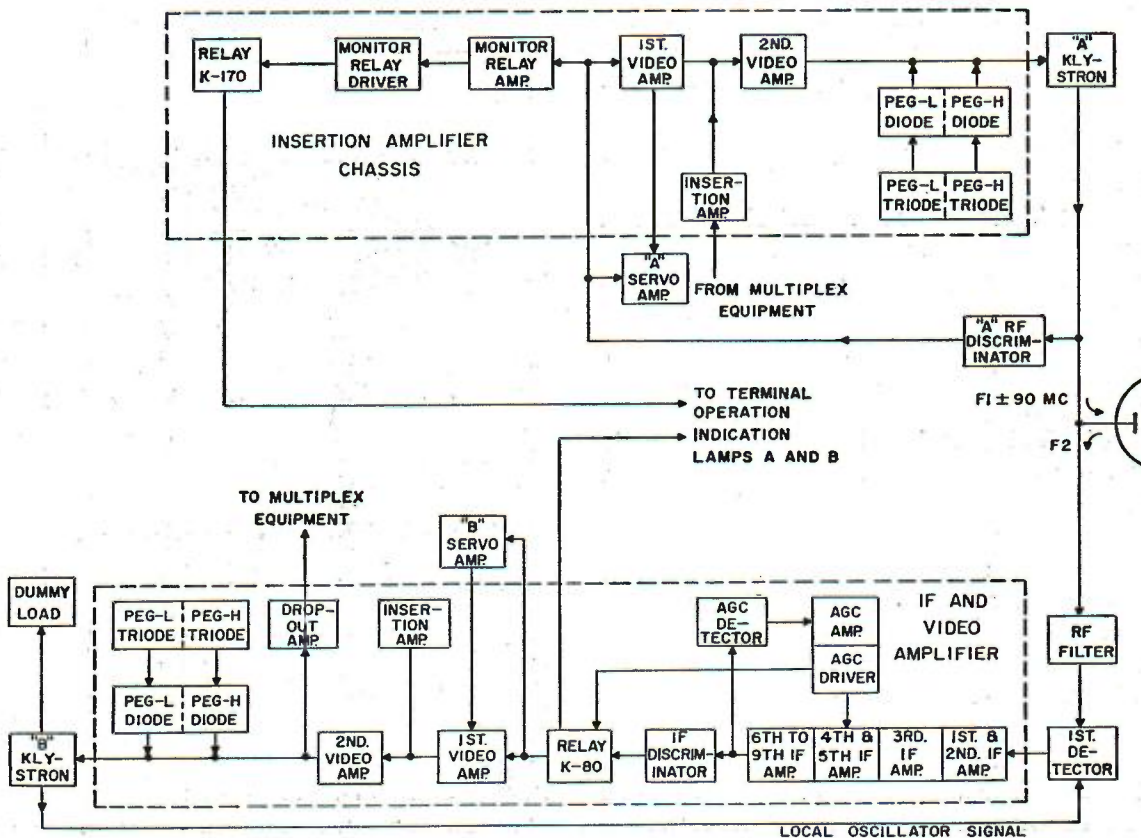 RELAY
K-170
MONITOR
RELAY
DRIVER
MONITOR
RELAY
AMP.
1ST.
VIDEO
AMP.
2ND.
VIDEO
AMP.
"A"
KLY-
STRON
PEG-L
DIODE
PEG-H
DIODE
PEG-L
TRIODE
PEG-H
TRIODE
INSERTION AMPLIFIER
CHASSIS
INSER-
TION
AMP.
"A"
SERVO
AMP.
FROM MULTIPLEX
EQUIPMENT
"A" RF
DISCRIM-
INATOR
TO TERMINAL
OPERATION
INDICATION
LAMPS A AND B
F1 ± 90 MC
F2
TO MULTIPLEX
EQUIPMENT
"B"
SERVO
AMP.
DUMMY
LOAD
PEG-L
TRIODE
PEG-H
TRIODE
DROP-
OUT
AMP.
INSER-
TION
AMP.
AGC
DE-
TECTOR
AGC
AMP.
AGC
DRIVER
IF AND
VIDEO
AMPLIFIER
RF
FILTER
PEG-L
DIODE
PEG-H
DIODE
"B"
KLY-
STRON
2ND.
VIDEO
AMP.
1ST.
VIDEO
AMP.
RELAY
K-80
IF
DISCRIM-
INATOR
6TH TO
9TH IF
AMP.
4TH &
5TH IF
AMP.
3RD.
IF
AMP.
1ST. &
2ND. IF
AMP.
1ST.
DE-
TECTOR
LOCAL OSCILLATOR SIGNAL